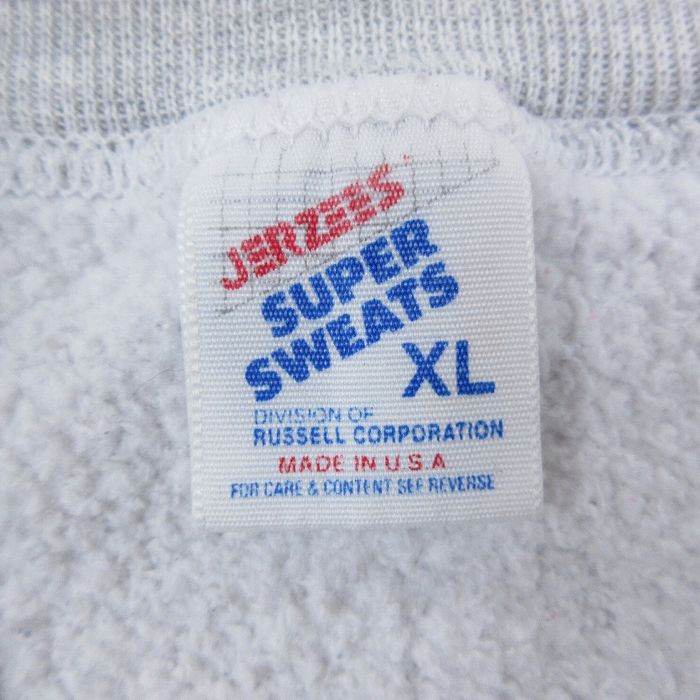 JERZEES
SUPER
SWEATS
XL
DIVISION OF
RUSSELL CORPORATION
MADE IN U.S.A
FOR CARE & CONTENT SEE REVERSE